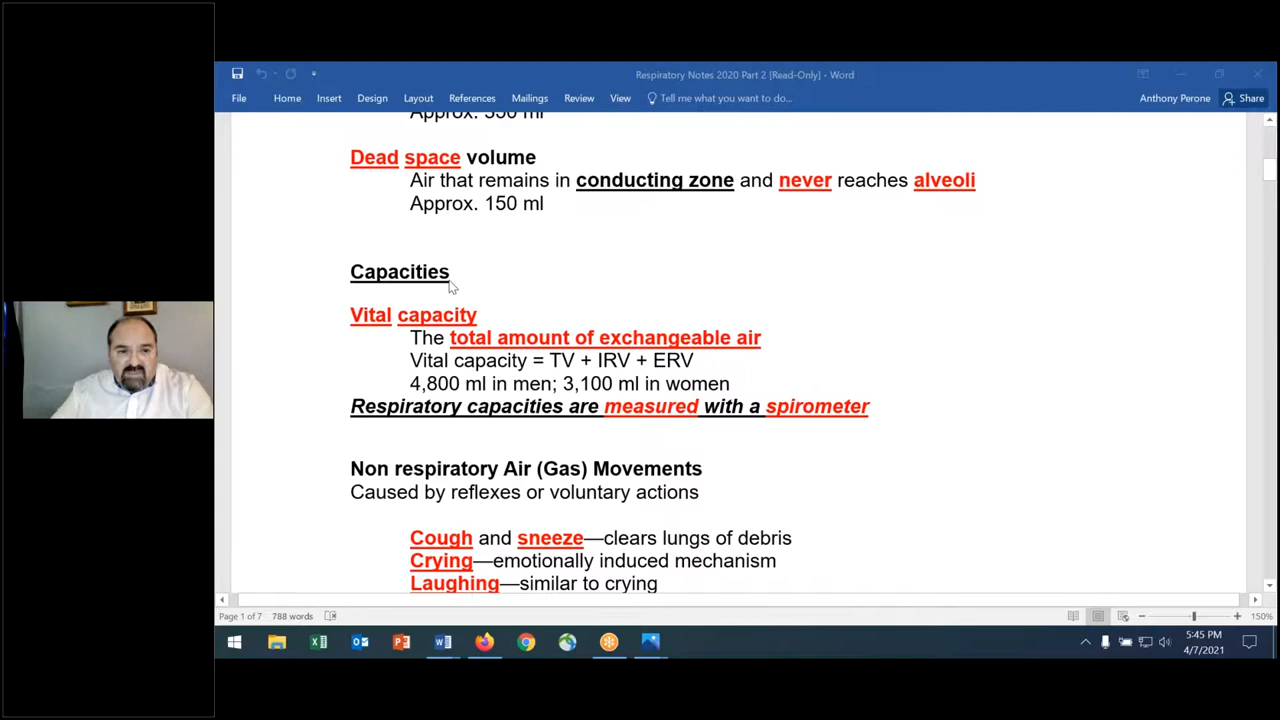 Respiratory Notes 2020 Part 2 [Read-Only] - Word
File Home Insert Design Layout References Mailings Review View Tell me what you want to do... Anthony Perone Share
Approx. 350 ml
Dead space volume
Air that remains in conducting zone and never reaches alveoli
Approx. 150 ml
Capacities
Vital capacity
The total amount of exchangeable air
Vital capacity = TV + IRV + ERV
4,800 ml in men; 3,100 ml in women
Respiratory capacities are measured with a spirometer
Non respiratory Air (Gas) Movements
Caused by reflexes or voluntary actions
Cough and sneeze—clears lungs of debris
Crying—emotionally induced mechanism
Laughing—similar to crying
Page 1 of 7 788 words 150%
5:45 PM
4/7/2021